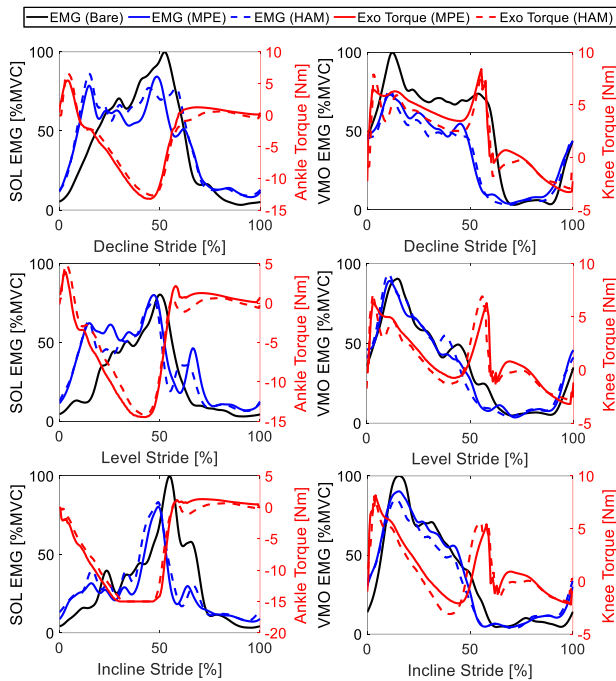 EMG (Bare) EMG (MPE) EMG (HAM) Exo Torque (MPE) Exo Torque (HAM)
SOL EMG [%MVC]
100
50
0
10
5
0
-5
-10
-15
Ankle Torque [Nm]
0 50 100
Decline Stride [%]
VMO EMG [%MVC]
100
50
0
10
5
0
-5
Knee Torque [Nm]
0 50 100
Decline Stride [%]
SOL EMG [%MVC]
100
50
0
5
0
-5
-10
-15
Ankle Torque [Nm]
0 50 100
Level Stride [%]
VMO EMG [%MVC]
100
50
0
10
5
0
-5
Knee Torque [Nm]
0 50 100
Level Stride [%]
SOL EMG [%MVC]
100
50
0
5
0
-5
-10
-15
-20
Ankle Torque [Nm]
0 50 100
Incline Stride [%]
VMO EMG [%MVC]
100
50
0
10
5
0
-5
Knee Torque [Nm]
0 50 100
Incline Stride [%]